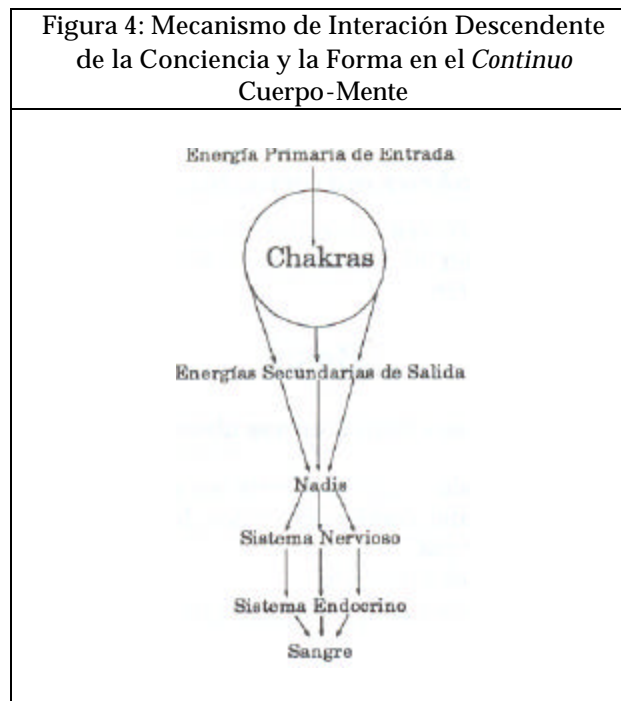 Figura 4: Mecanismo de Interación Descendente
de la Conciencia y la Forma en el Continuo
Cuerpo-Mente
Energía Primaria de Entrada
Chakras
Energías Secundarias de Salida
Nadis
Sistema Nervioso
Sistema Endocrino
Sangre